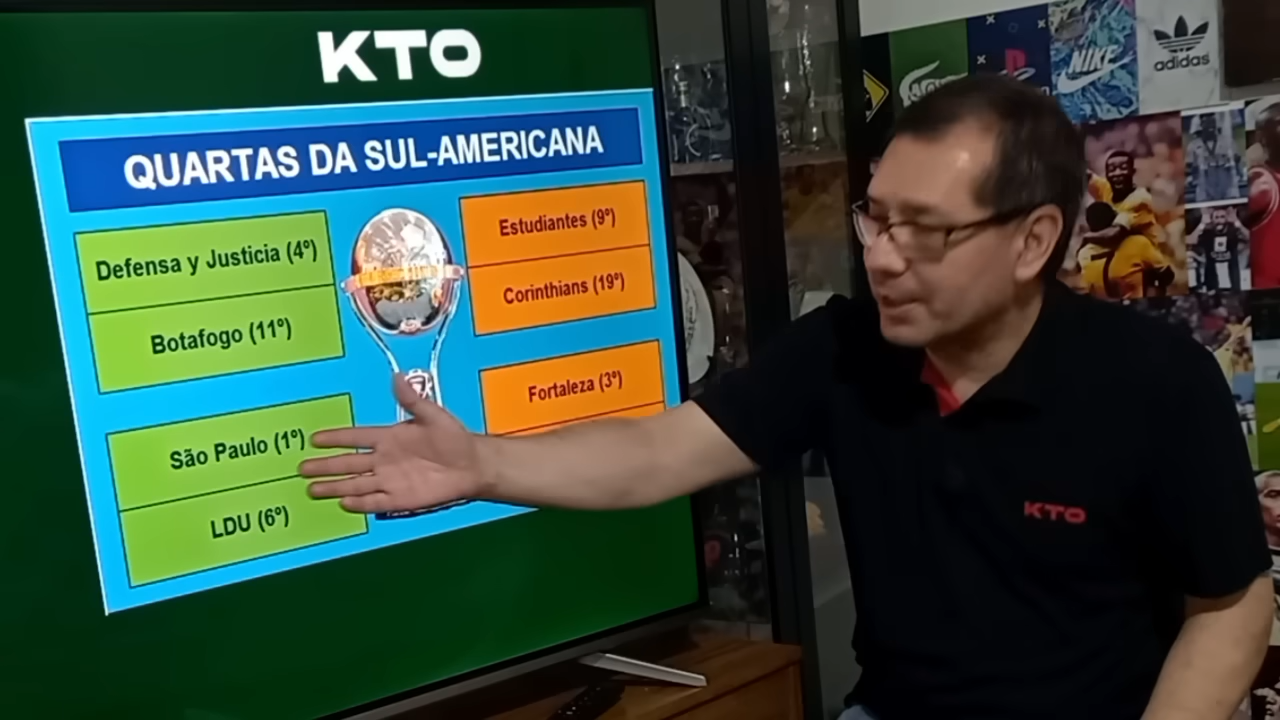 KTO
QUARTAS DA SUL-AMERICANA
Defensa y Justicia (4º)
Botafogo (11º)
São Paulo (1º)
LDU (6º)
Estudiantes (9º)
Corinthians (19º)
Fortaleza (3º)
KTO
NIKE
adidas